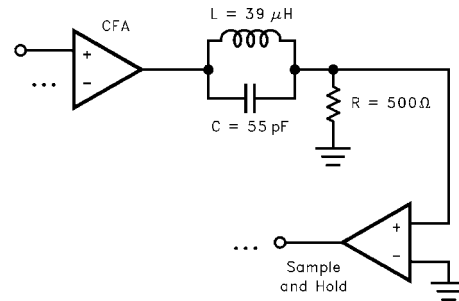 CFA
L = 39 μH
+
...
−
C = 55 pF
R = 500Ω
+
...
−
Sample
and Hold